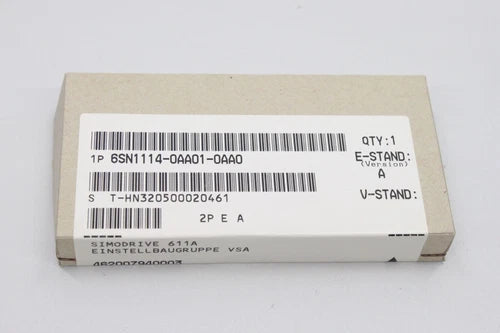 1P 6SN1114-0AA01-0AA0
QTY:1
E-STAND:
(Version)
A
S T-HN320500020461
V-STAND:
2P E A
SIMODRIVE 611A
EINSTELLBAUGRUPPE VSA
462007940003